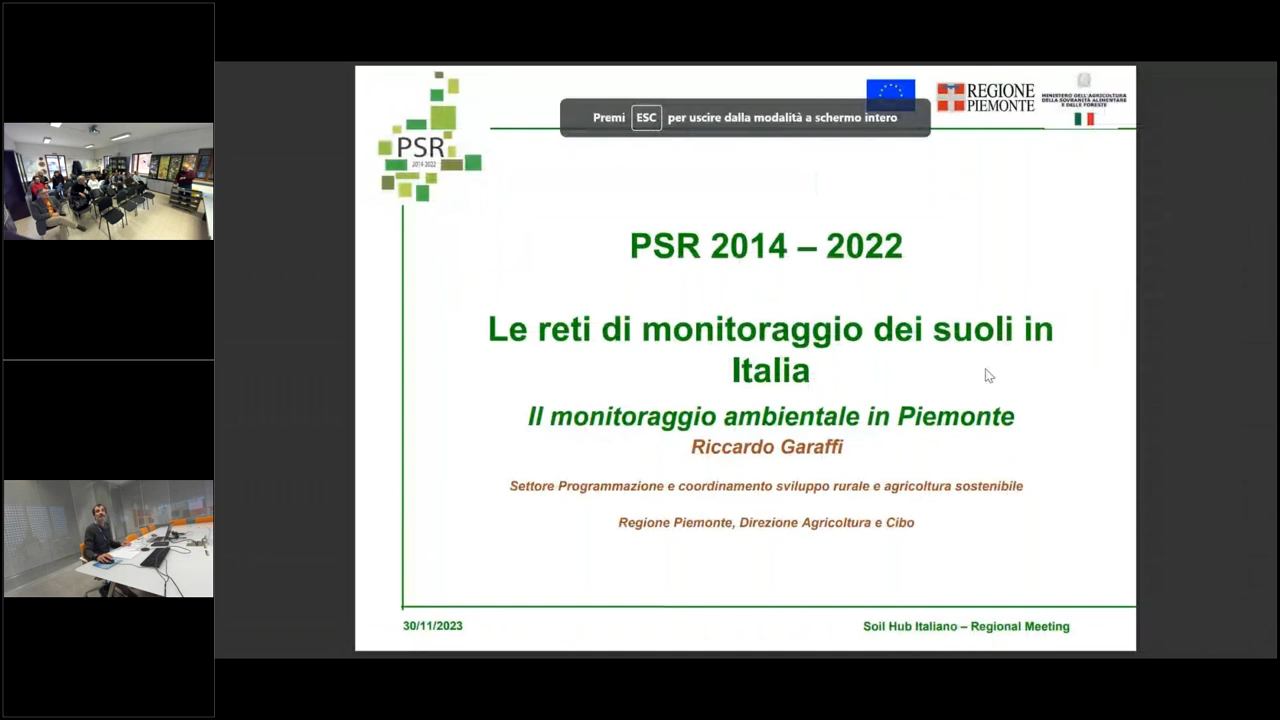 REGIONE
PIEMONTE
MINISTERO DELL'AGRICOLTURA
DELLA SOVRANITÀ ALIMENTARE
E DELLE FORESTE
Premi ESC per uscire dalla modalità a schermo intero
PSR
2014-2022
PSR 2014 – 2022
Le reti di monitoraggio dei suoli in
Italia
Il monitoraggio ambientale in Piemonte
Riccardo Garaffi
Settore Programmazione e coordinamento sviluppo rurale e agricoltura sostenibile
Regione Piemonte, Direzione Agricoltura e Cibo
30/11/2023
Soil Hub Italiano – Regional Meeting